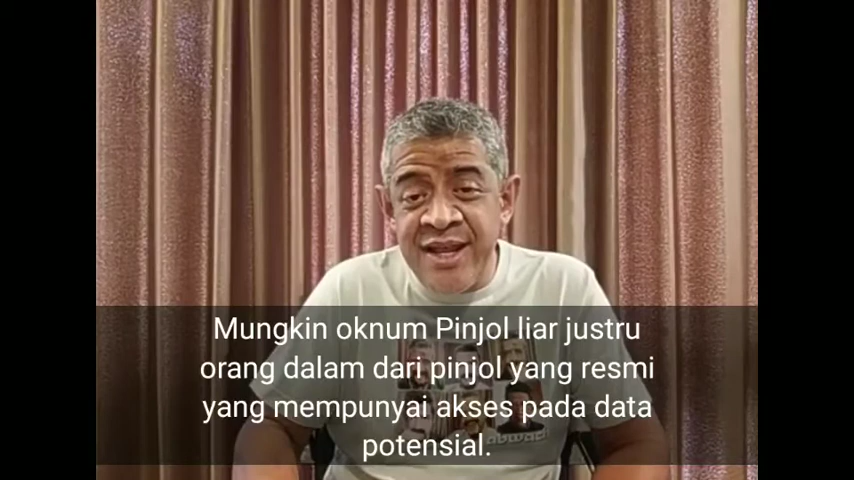 Mungkin oknum Pinjol liar justru
orang dalam dari pinjol yang resmi
yang mempunyai akses pada data
potensial.